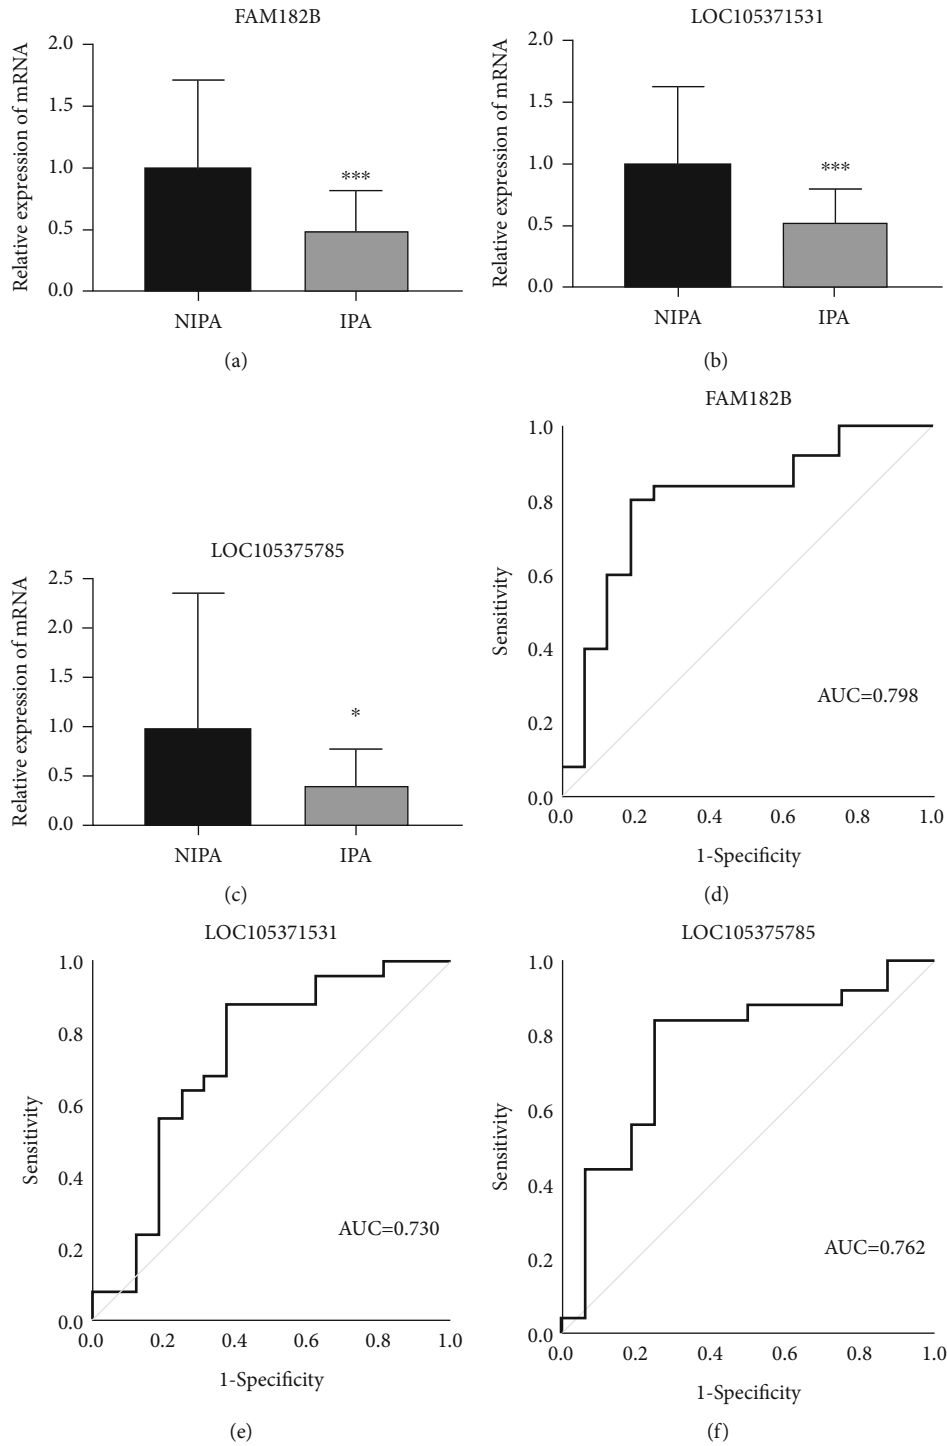 FAM182B
Relative expression of mRNA
2.0
1.5
1.0
0.5
0.0
***
NIPA
IPA
(a)
LOC105371531
Relative expression of mRNA
2.0
1.5
1.0
0.5
0.0
***
NIPA
IPA
(b)
LOC105375785
Relative expression of mRNA
2.5
2.0
1.5
1.0
0.5
0.0
*
NIPA
IPA
(c)
FAM182B
Sensitivity
1.0
0.8
0.6
0.4
0.2
0.0
AUC=0.798
0.0 0.2 0.4 0.6 0.8 1.0
1-Specificity
(d)
LOC105371531
Sensitivity
1.0
0.8
0.6
0.4
0.2
0.0
AUC=0.730
0.0 0.2 0.4 0.6 0.8 1.0
1-Specificity
(e)
LOC105375785
Sensitivity
1.0
0.8
0.6
0.4
0.2
0.0
AUC=0.762
0.0 0.2 0.4 0.6 0.8 1.0
1-Specificity
(f)